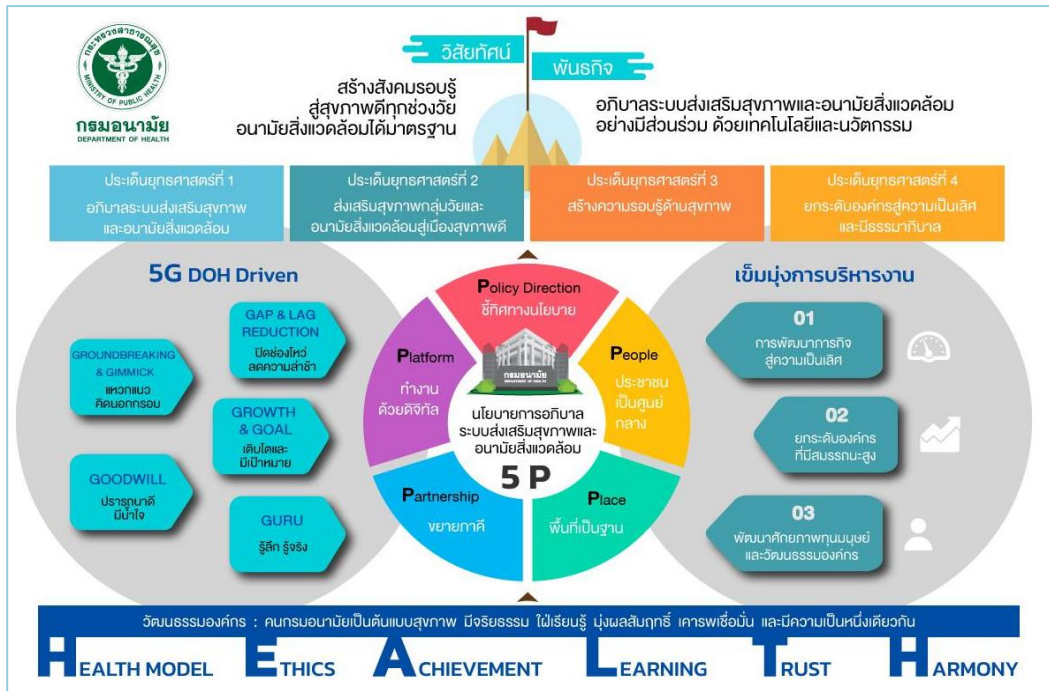 กระทรวงสาธารณสุข
MINISTRY OF PUBLIC HEALTH
กรมอนามัย
DEPARTMENT OF HEALTH
วิสัยทัศน์
สร้างสังคมรอบรู้
สู่สุขภาพดีทุกช่วงวัย
อนามัยสิ่งแวดล้อมได้มาตรฐาน
พันธกิจ
อภิบาลระบบส่งเสริมสุขภาพและอนามัยสิ่งแวดล้อม
อย่างมีส่วนร่วม ด้วยเทคโนโลยีและนวัตกรรม
ประเด็นยุทธศาสตร์ที่ 1
อภิบาลระบบส่งเสริมสุขภาพ
และอนามัยสิ่งแวดล้อม
ประเด็นยุทธศาสตร์ที่ 2
ส่งเสริมสุขภาพกลุ่มวัยและ
อนามัยสิ่งแวดล้อมสู่เมืองสุขภาพดี
ประเด็นยุทธศาสตร์ที่ 3
สร้างความรอบรู้ด้านสุขภาพ
ประเด็นยุทธศาสตร์ที่ 4
ยกระดับองค์กรสู่ความเป็นเลิศ
และมีธรรมาภิบาล
5G DOH Driven
GROUNDBREAKING
& GIMMICK
แหวกแนว
คิดนอกกรอบ
GAP & LAG
REDUCTION
ปิดช่องโหว่
ลดความล่าช้า
GROWTH
& GOAL
เติบโตและ
มีเป้าหมาย
GOODWILL
ปรารถนาดี
มีน้ำใจ
GURU
รู้ลึก รู้จริง
Policy Direction
ชี้ทิศทางนโยบาย
Platform
ทำงาน
ด้วยดิจิทัล
People
ประชาชน
เป็นศูนย์
กลาง
กรมอนามัย
DEPARTMENT OF HEALTH
นโยบายการอภิบาล
ระบบส่งเสริมสุขภาพและ
อนามัยสิ่งแวดล้อม
5 P
Partnership
ขยายภาคี
Place
พื้นที่เป็นฐาน
เข็มมุ่งการบริหารงาน
01
การพัฒนาภารกิจ
สู่ความเป็นเลิศ
02
ยกระดับองค์กร
ที่มีสมรรถนะสูง
03
พัฒนาศักยภาพทุนมนุษย์
และวัฒนธรรมองค์กร
วัฒนธรรมองค์กร : คนกรมอนามัยเป็นต้นแบบสุขภาพ มีจริยธรรม ใฝ่เรียนรู้ มุ่งผลสัมฤทธิ์ เคารพเชื่อมั่น และมีความเป็นหนึ่งเดียวกัน
HEALTH MODEL ETHICS ACHIEVEMENT LEARNING TRUST HARMONY